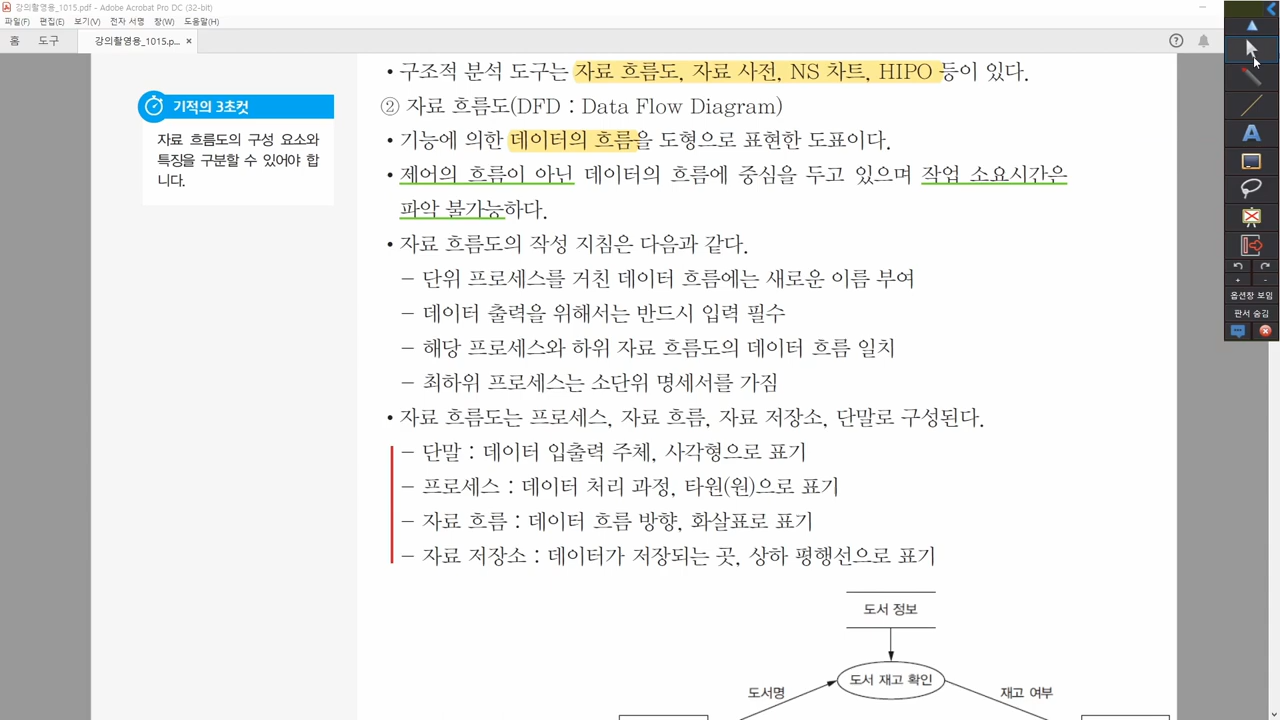 강의촬영용_1015.pdf - Adobe Acrobat Pro DC (32-bit)
파일(F) 편집(E) 보기(V) 전자 서명 창(W) 도움말(H)
홈 도구 강의촬영용_1015.p... ×
• 구조적 분석 도구는 자료 흐름도, 자료 사전, NS 차트, HIPO 등이 있다.
기적의 3초컷
자료 흐름도의 구성 요소와
특징을 구분할 수 있어야 합
니다.
② 자료 흐름도(DFD : Data Flow Diagram)
• 기능에 의한 데이터의 흐름을 도형으로 표현한 도표이다.
• 제어의 흐름이 아닌 데이터의 흐름에 중심을 두고 있으며 작업 소요시간은
파악 불가능하다.
• 자료 흐름도의 작성 지침은 다음과 같다.
– 단위 프로세스를 거친 데이터 흐름에는 새로운 이름 부여
– 데이터 출력을 위해서는 반드시 입력 필수
– 해당 프로세스와 하위 자료 흐름도의 데이터 흐름 일치
– 최하위 프로세스는 소단위 명세서를 가짐
• 자료 흐름도는 프로세스, 자료 흐름, 자료 저장소, 단말로 구성된다.
– 단말 : 데이터 입출력 주체, 사각형으로 표기
– 프로세스 : 데이터 처리 과정, 타원(원)으로 표기
– 자료 흐름 : 데이터 흐름 방향, 화살표로 표기
– 자료 저장소 : 데이터가 저장되는 곳, 상하 평행선으로 표기
도서 정보
도서 재고 확인
도서명 재고 여부
A
+ -
옵션창 보임
판서 숨김